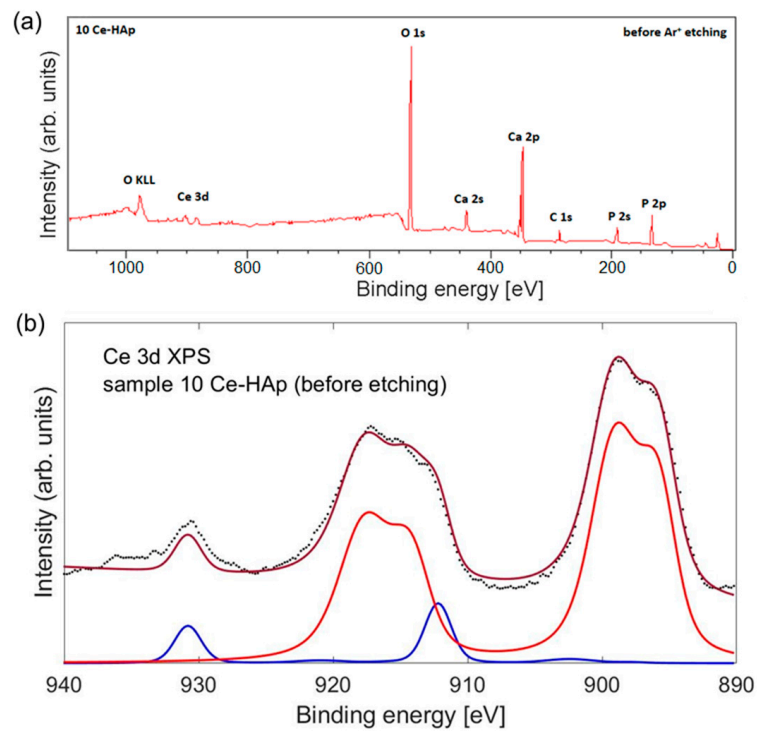 (a)
10 Ce-HAp
O 1s
before Ar⁺ etching
Intensity (arb. units)
O KLL
Ce 3d
Ca 2s
Ca 2p
C 1s
P 2s
P 2p
1000 800 600 400 200 0
Binding energy [eV]
(b)
Ce 3d XPS
sample 10 Ce-HAp (before etching)
Intensity (arb. units)
940 930 920 910 900 890
Binding energy [eV]